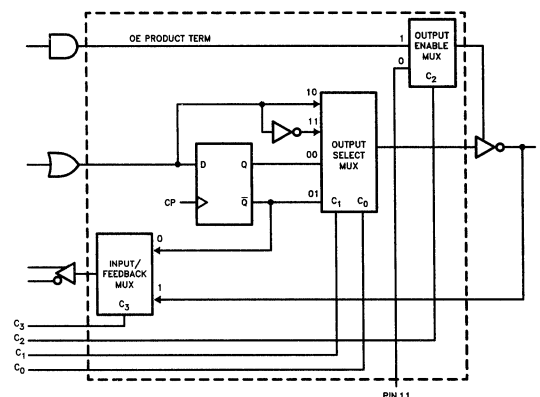 OE PRODUCT TERM
1
0
OUTPUT
ENABLE
MUX
C2
10
11
00
01
OUTPUT
SELECT
MUX
C1 C0
D Q
CP
Q̅
0
1
INPUT/
FEEDBACK
MUX
C3
C3
C2
C1
C0
PIN 11